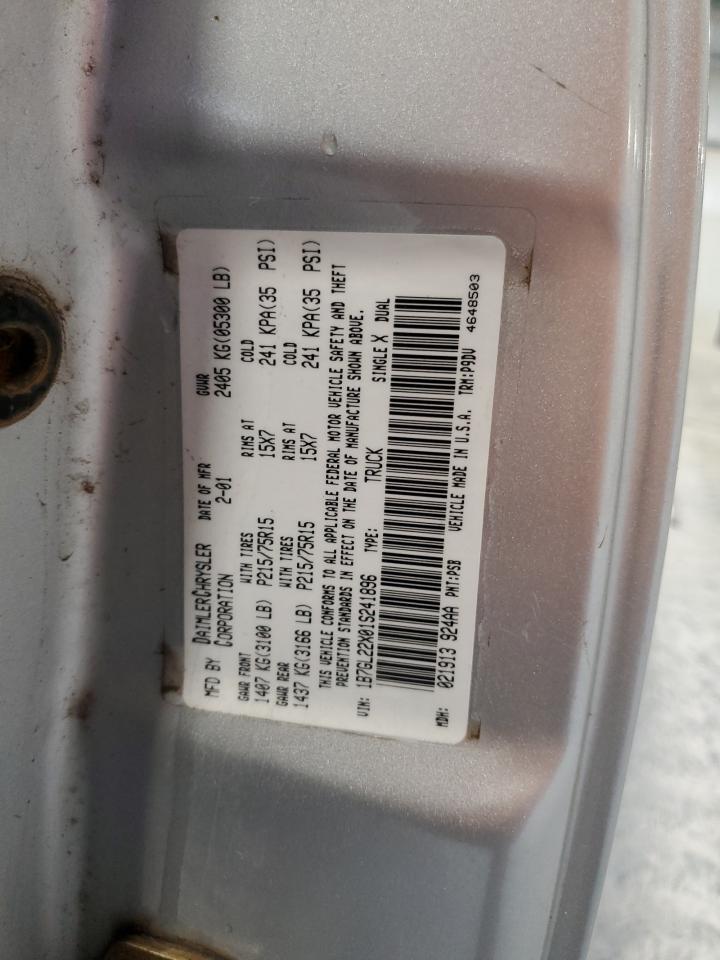 MFD BY DAIMLERCHRYSLER CORPORATION DATE OF MFR 2-01 GVWR 2405 KG(05300 LB)
GAWR FRONT WITH TIRES RIMS AT COLD
1407 KG(3100 LB) P215/75R15 15X7 241 KPA(35 PSI)
GAWR REAR WITH TIRES RIMS AT COLD
1437 KG(3166 LB) P215/75R15 15X7 241 KPA(35 PSI)
THIS VEHICLE CONFORMS TO ALL APPLICABLE FEDERAL MOTOR VEHICLE SAFETY AND THEFT
PREVENTION STANDARDS IN EFFECT ON THE DATE OF MANUFACTURE SHOWN ABOVE.
VIN: 1B7GL22X01S241896 TYPE: TRUCK SINGLE X DUAL
MDH: 021913 924AA PNT:PSB VEHICLE MADE IN U.S.A. TRM:P9DV 4648503